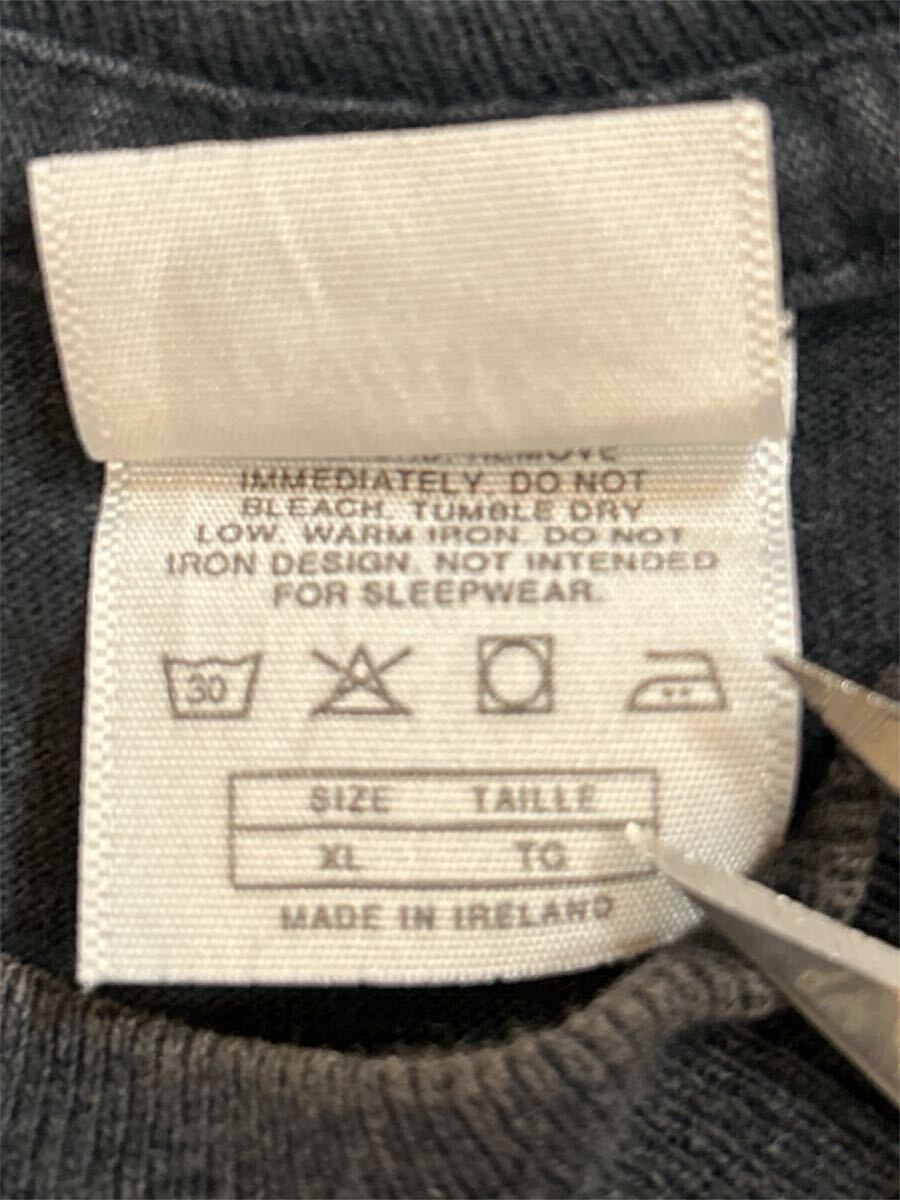 REMOVE
IMMEDIATELY. DO NOT
BLEACH. TUMBLE DRY
LOW. WARM IRON. DO NOT
IRON DESIGN. NOT INTENDED
FOR SLEEPWEAR.
30
SIZE TAILLE
XL TG
MADE IN IRELAND